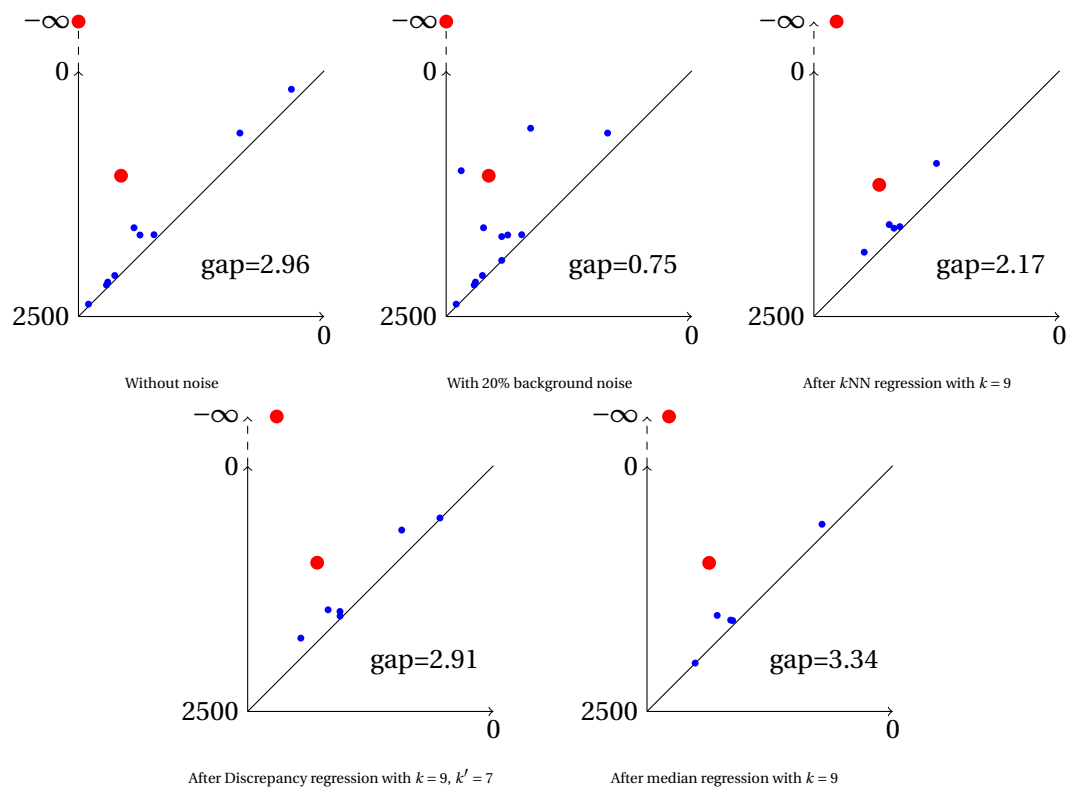 −∞
0
gap=2.96
2500
0
Without noise
−∞
0
gap=0.75
2500
0
With 20% background noise
−∞
0
gap=2.17
2500
0
After kNN regression with k = 9
−∞
0
gap=2.91
2500
0
After Discrepancy regression with k = 9, k′ = 7
−∞
0
gap=3.34
2500
0
After median regression with k = 9